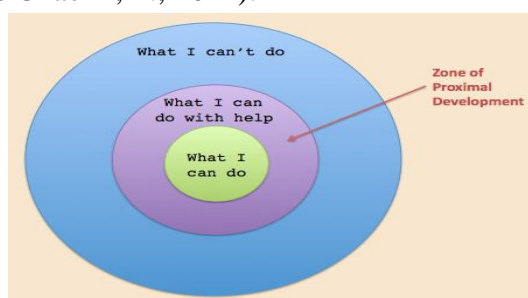 What I can't do
What I can
do with help
What I
can do
Zone of
Proximal
Development